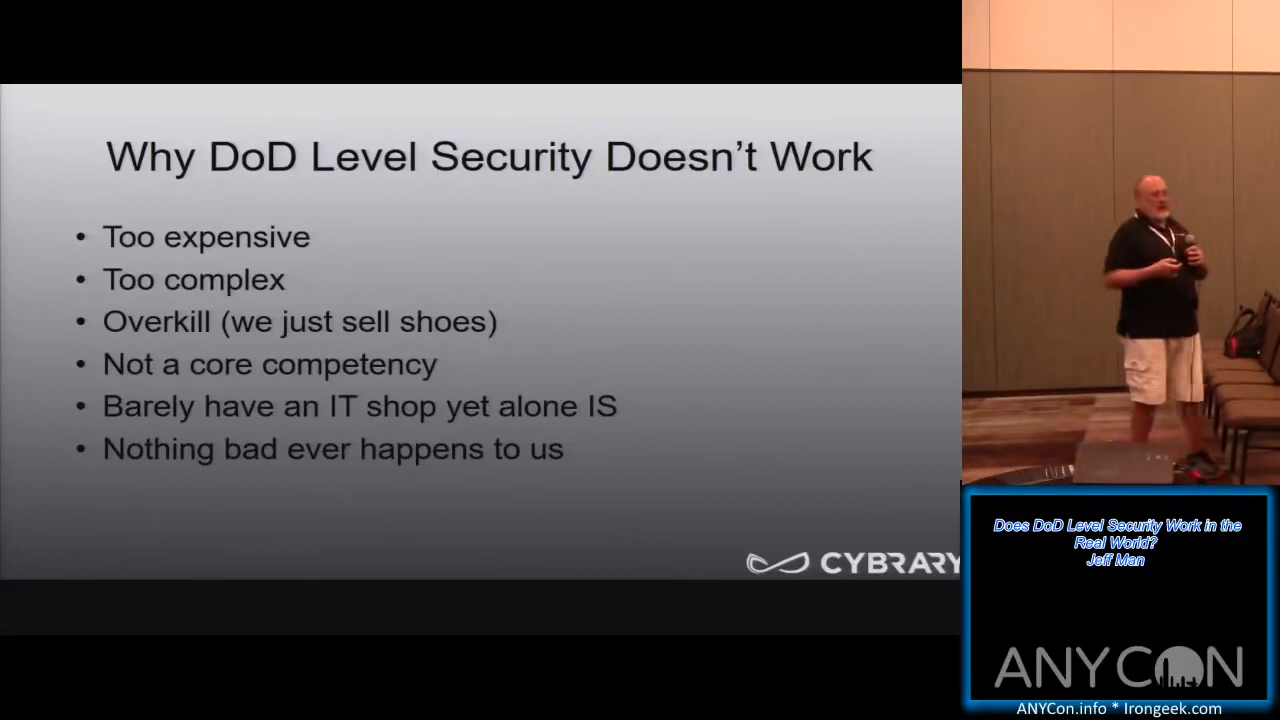 Why DoD Level Security Doesn't Work
• Too expensive
• Too complex
• Overkill (we just sell shoes)
• Not a core competency
• Barely have an IT shop yet alone IS
• Nothing bad ever happens to us
CYBRARY
Does DoD Level Security Work in the
Real World?
Jeff Man
ANYCON
ANYCon.info * Irongeek.com